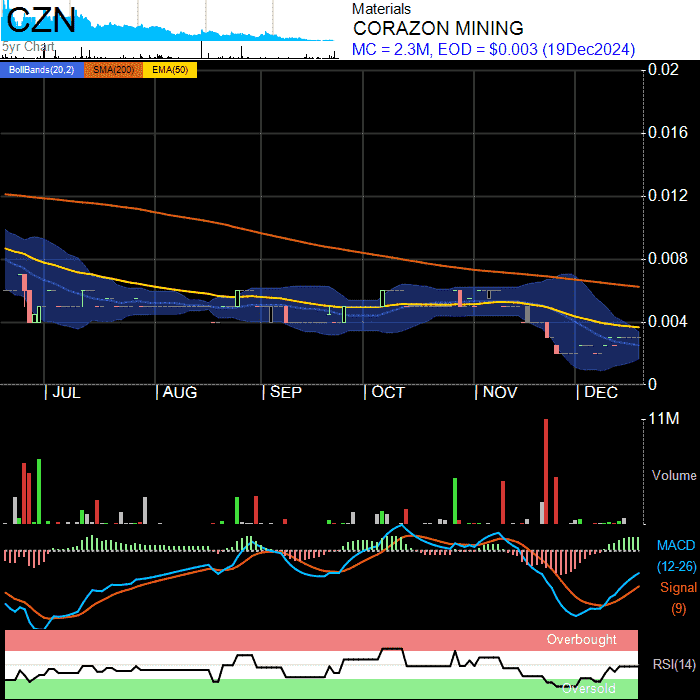 CZN
5yr Chart
Materials
CORAZON MINING
MC = 2.3M, EOD = $0.003 (19Dec2024)
BollBands(20,2) SMA(200) EMA(50)
0.02
0.016
0.012
0.008
0.004
0
JUL AUG SEP OCT NOV DEC
11M
Volume
MACD
(12-26)
Signal
(9)
Overbought
RSI(14)
Oversold